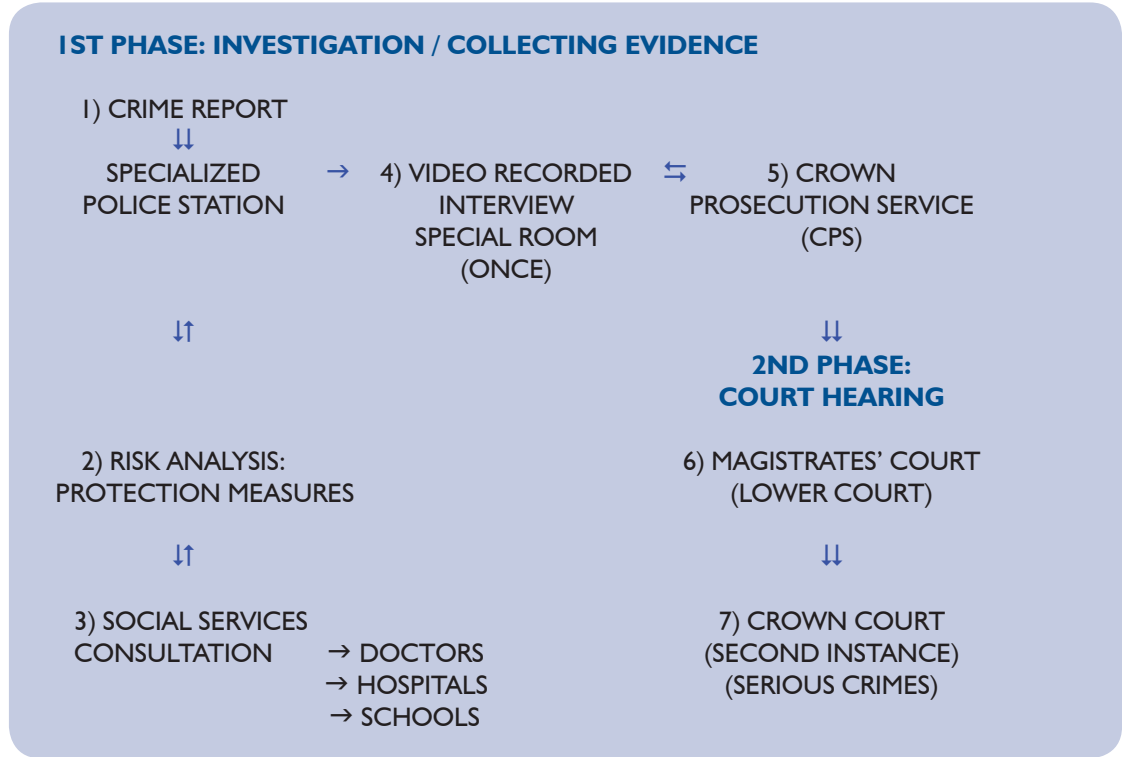 1ST PHASE: INVESTIGATION / COLLECTING EVIDENCE
1) CRIME REPORT
↓↓
SPECIALIZED → 4) VIDEO RECORDED ⇆ 5) CROWN
POLICE STATION INTERVIEW PROSECUTION SERVICE
SPECIAL ROOM (CPS)
(ONCE)
↓↑ ↓↓
2ND PHASE:
COURT HEARING
2) RISK ANALYSIS: 6) MAGISTRATES’ COURT
PROTECTION MEASURES (LOWER COURT)
↓↑ ↓↓
3) SOCIAL SERVICES 7) CROWN COURT
CONSULTATION → DOCTORS (SECOND INSTANCE)
→ HOSPITALS (SERIOUS CRIMES)
→ SCHOOLS